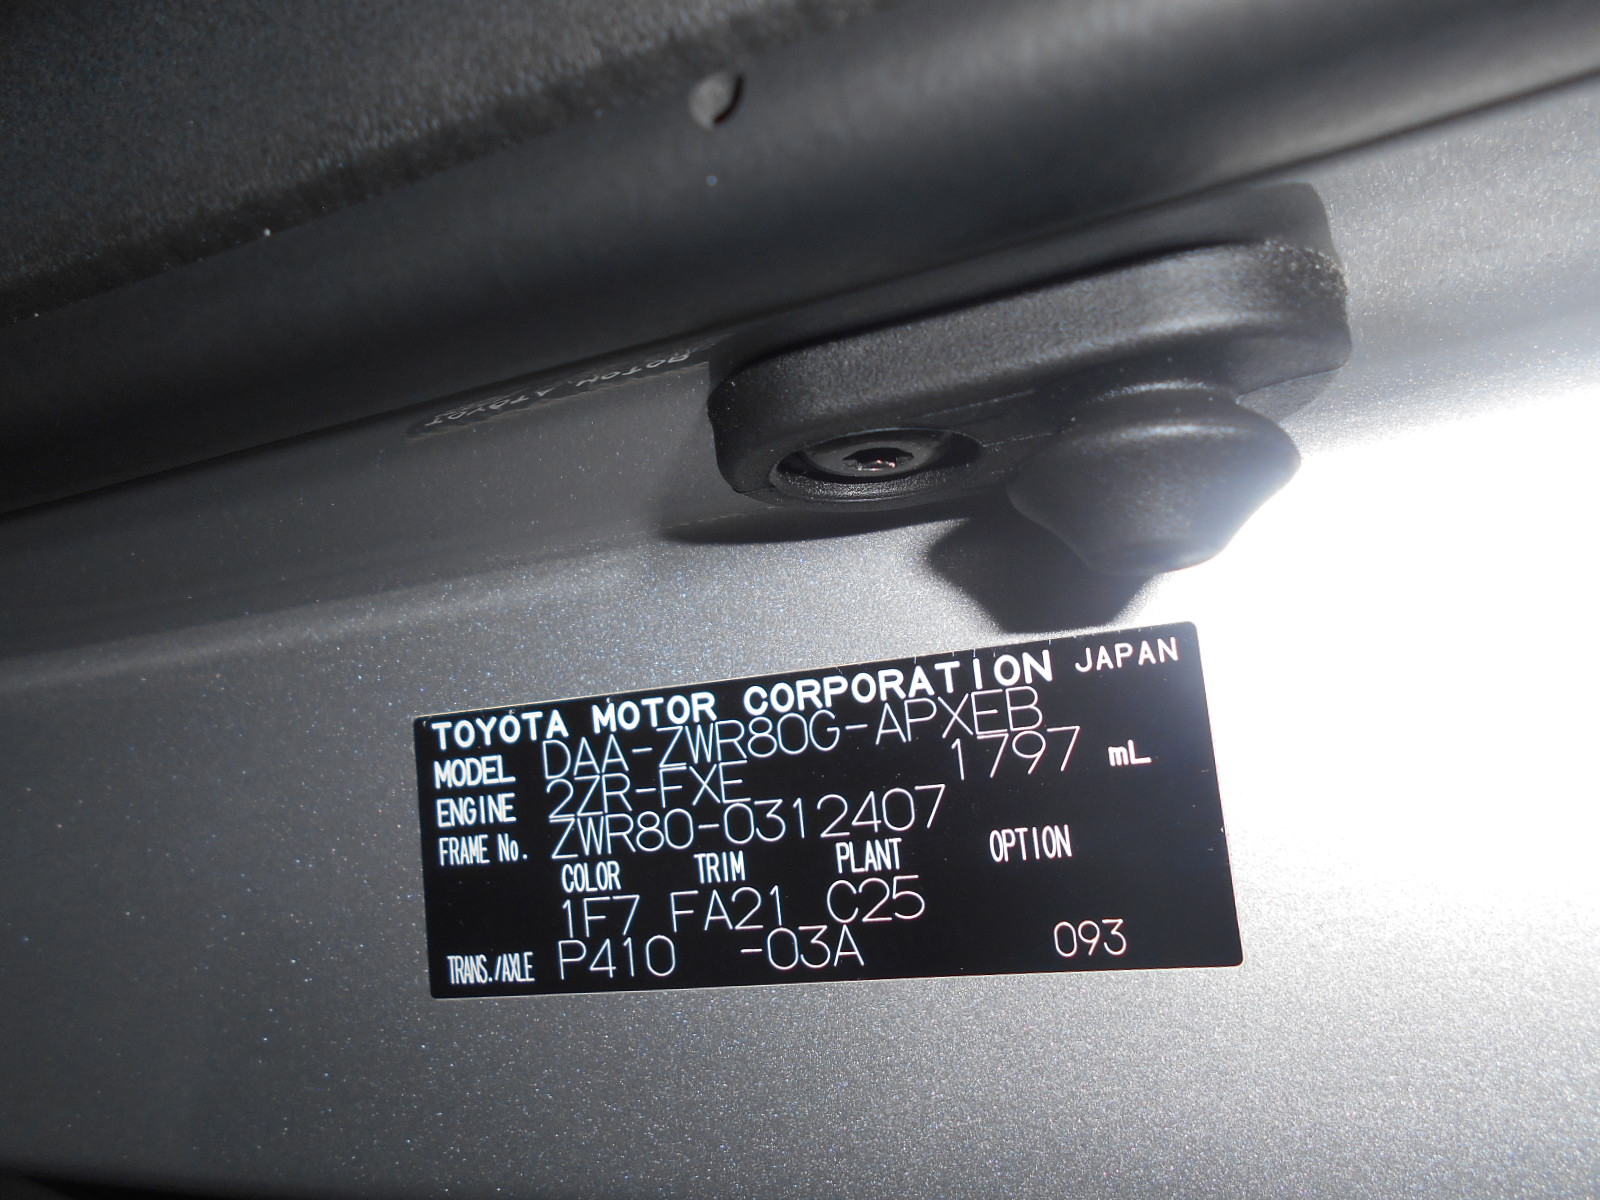 TOYOTA MOTOR CORPORATION JAPAN
MODEL DAA-ZWR80G-APXEB
ENGINE 2ZR-FXE 1797 mL
FRAME No. ZWR80-0312407
COLOR TRIM PLANT OPTION
1F7 FA21 C25
TRANS./AXLE P410 -03A 093